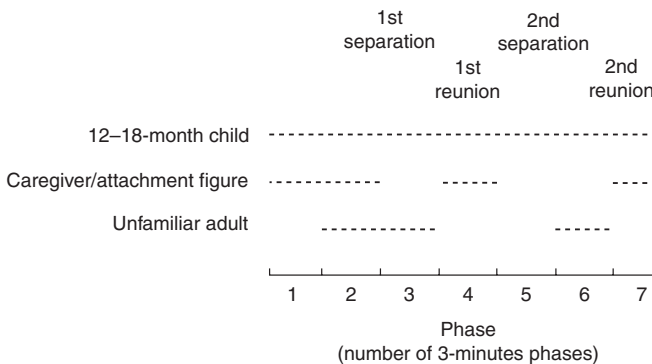 1st
separation
2nd
separation
1st
reunion
2nd
reunion
12–18-month child
Caregiver/attachment figure
Unfamiliar adult
1 2 3 4 5 6 7
Phase
(number of 3-minutes phases)